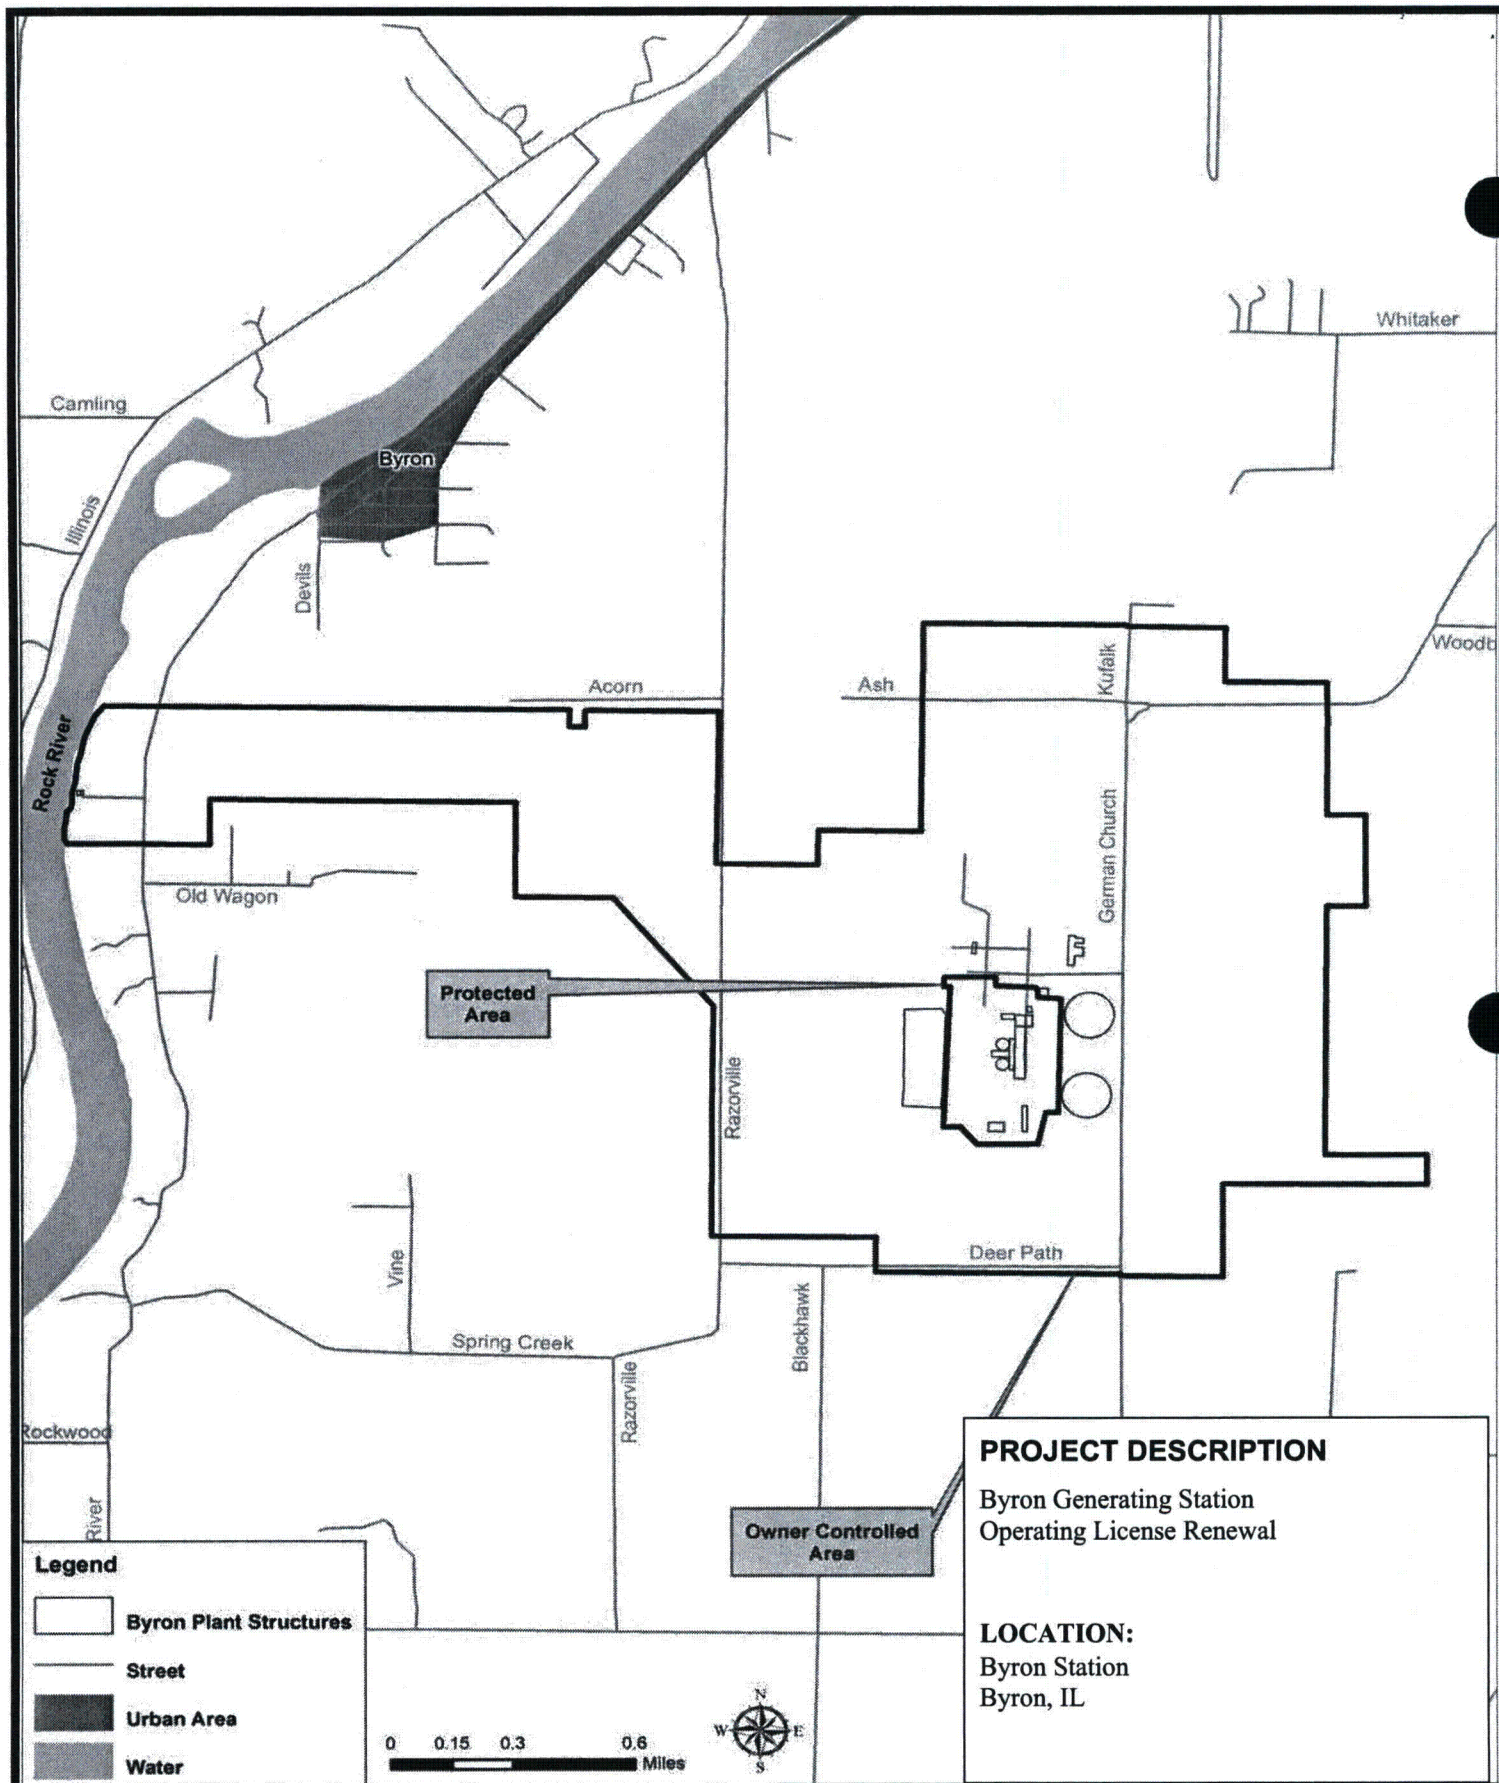 Whitaker
Camling
Byron
Illinois
Devils
Woodb
Kufalk
Acorn
Ash
Rock River
German Church
Old Wagon
Protected
Area
Razorville
Deer Path
Vine
Blackhawk
Spring Creek
Razorville
Rockwood
River
Owner Controlled
Area
PROJECT DESCRIPTION
Byron Generating Station
Operating License Renewal
LOCATION:
Byron Station
Byron, IL
Legend
Byron Plant Structures
Street
Urban Area
Water
0 0.15 0.3 0.6
Miles
N
W E
S